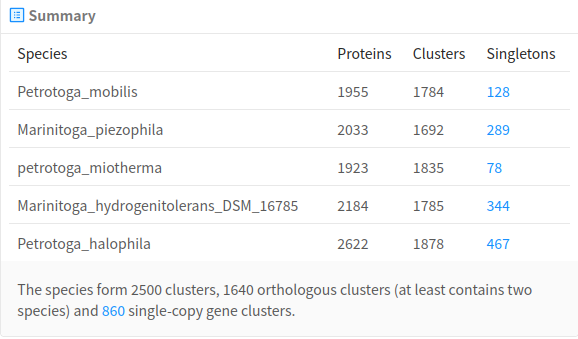 Summary
Species Proteins Clusters Singletons
Petrotoga_mobilis 1955 1784 128
Marinitoga_piezophila 2033 1692 289
petrotoga_miotherma 1923 1835 78
Marinitoga_hydrogenitolerans_DSM_16785 2184 1785 344
Petrotoga_halophila 2622 1878 467
The species form 2500 clusters, 1640 orthologous clusters (at least contains two
species) and 860 single-copy gene clusters.